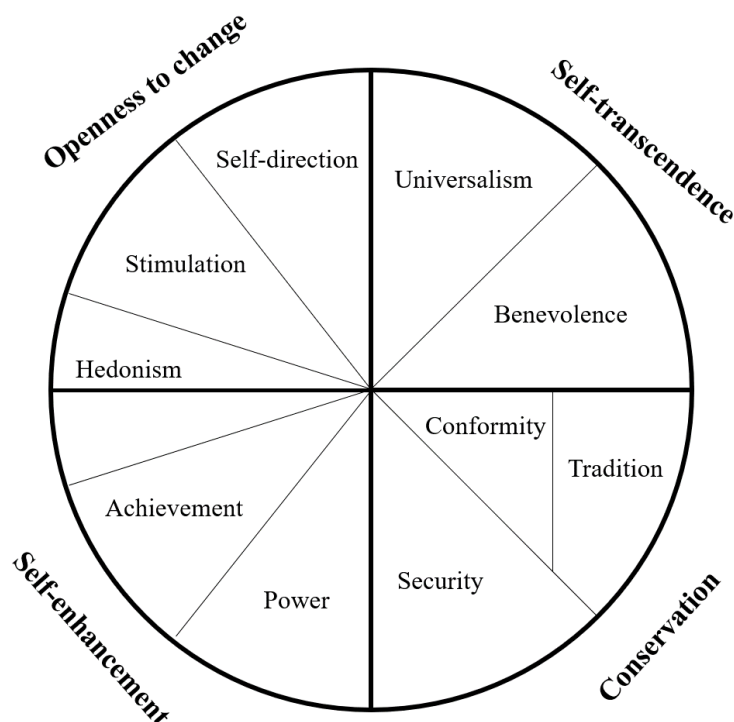 Openness to change
Self-transcendence
Self-direction
Universalism
Stimulation
Benevolence
Hedonism
Conformity
Tradition
Achievement
Security
Power
Self-enhancement
Conservation